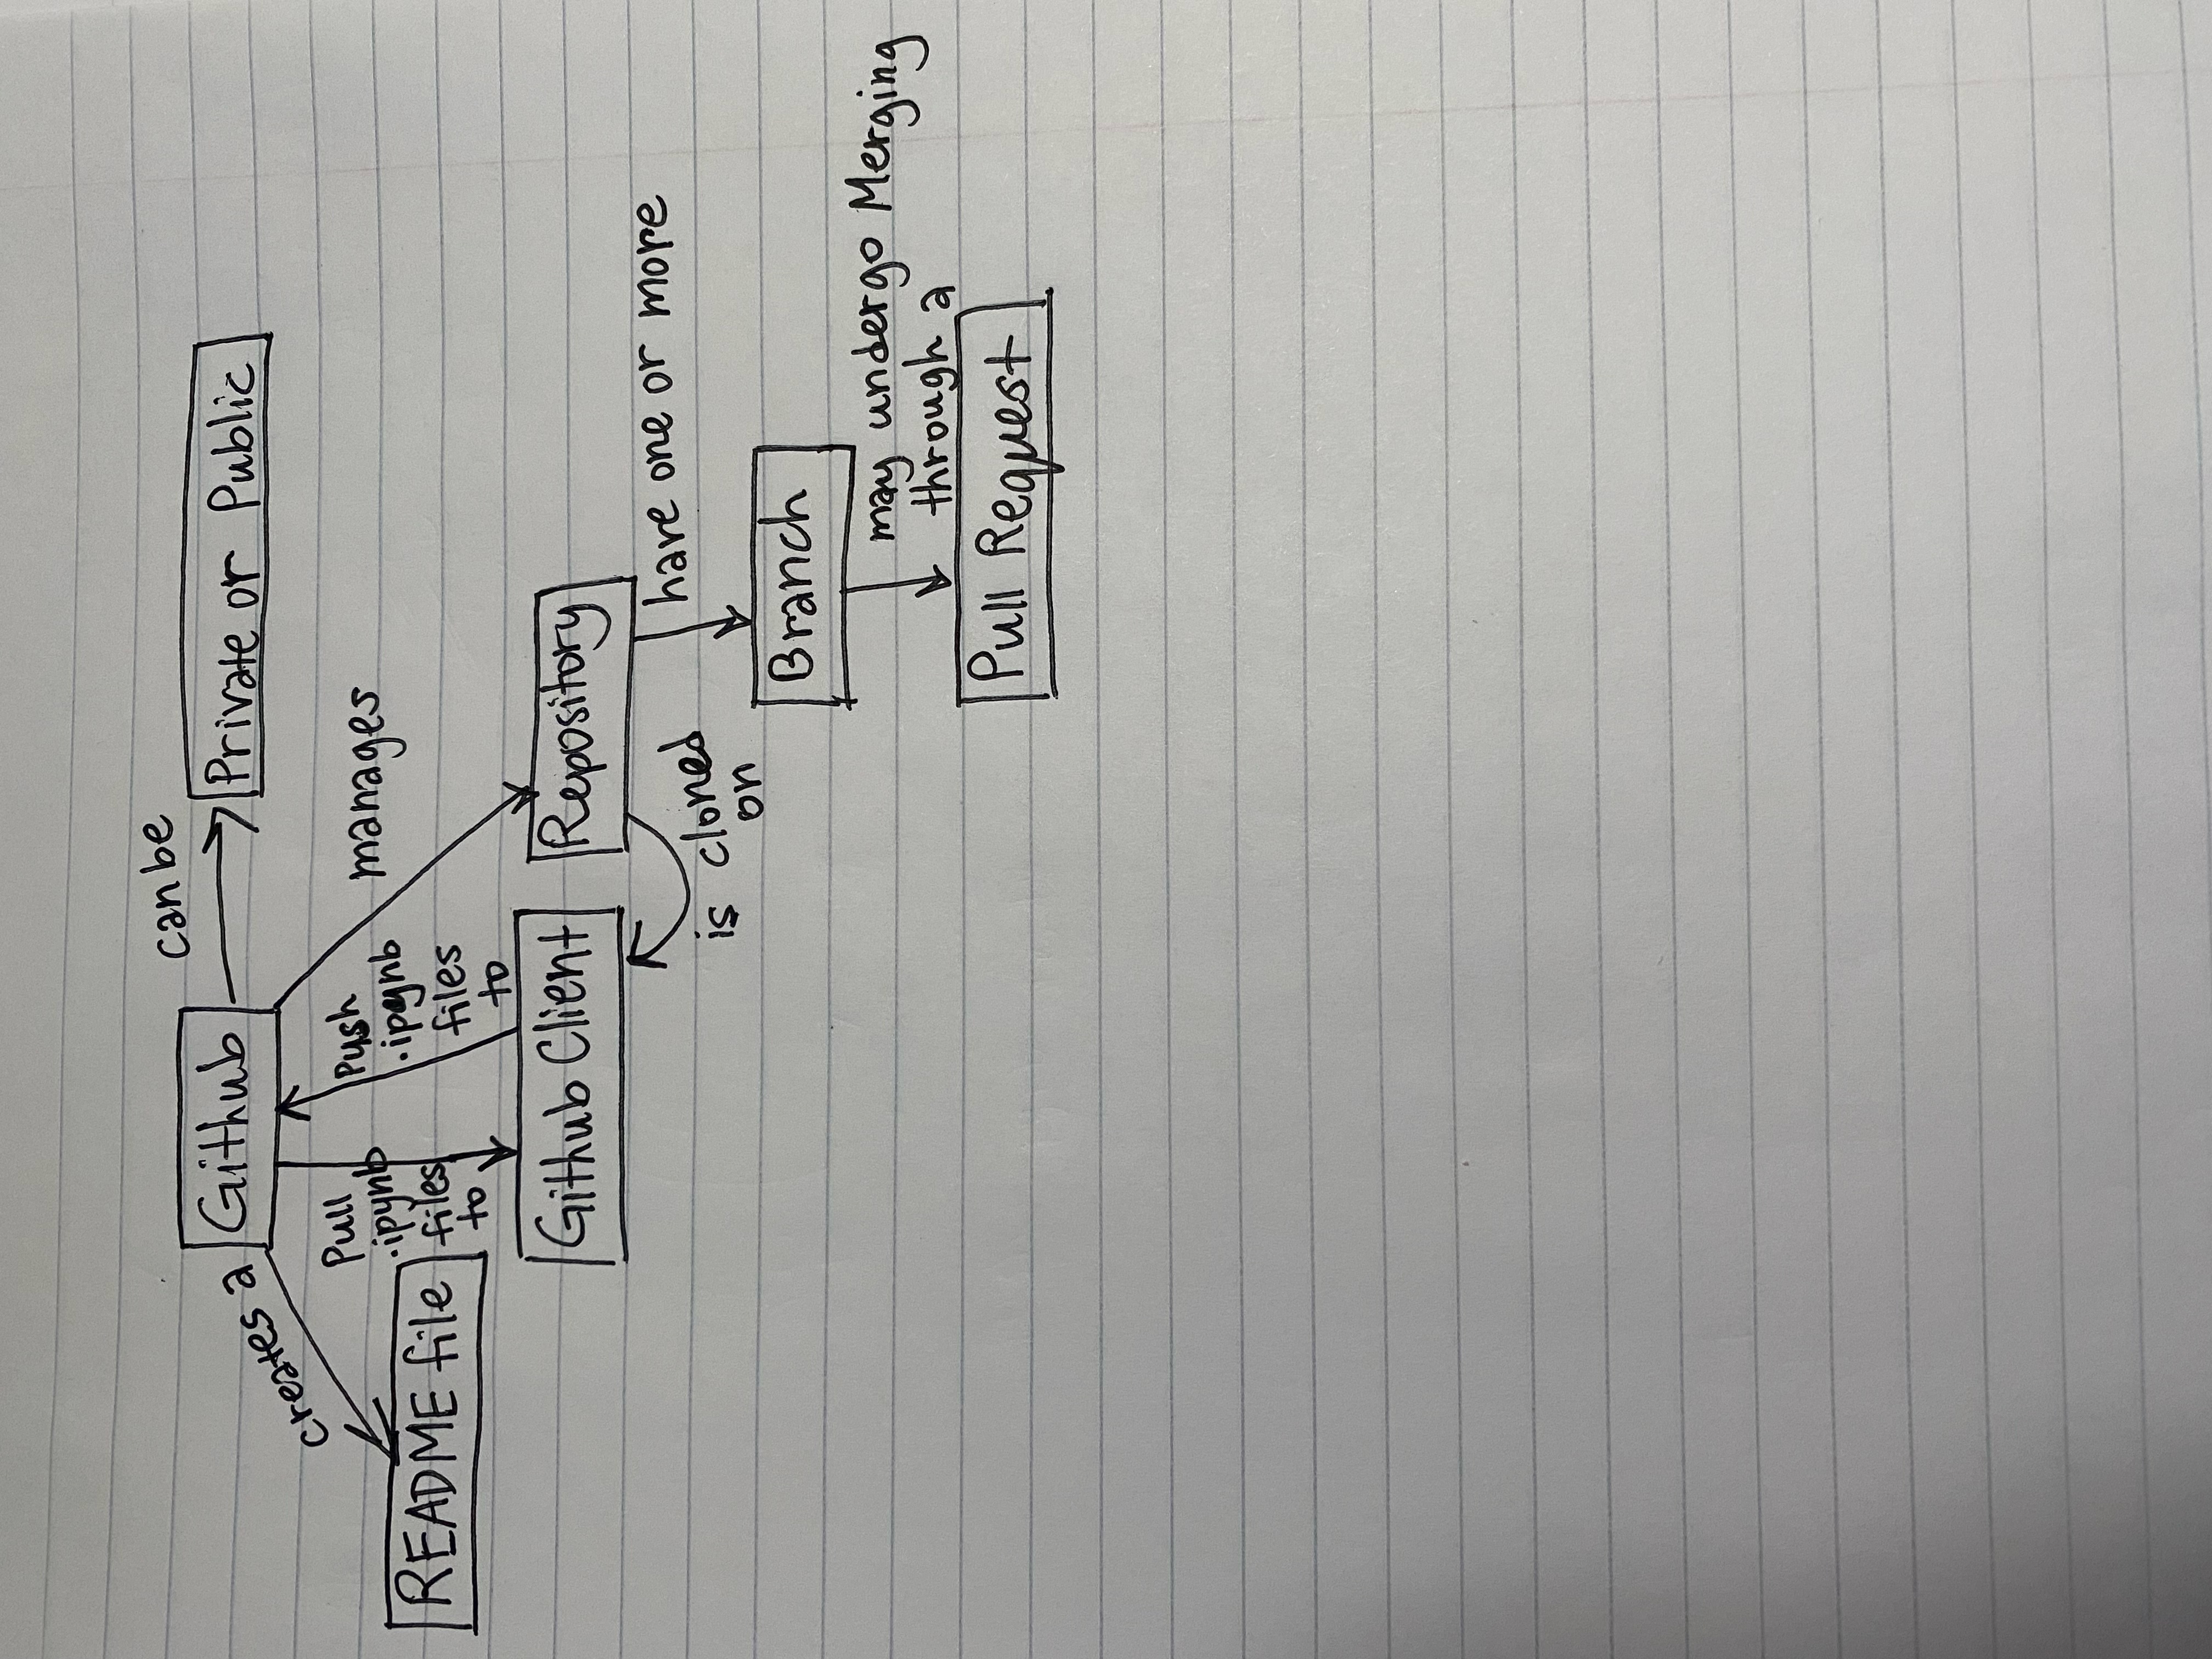 can be
Github
Private or Public
creates a
Pull
.ipynb
files
to
Push
.ipynb
files
to
manages
README file
Github Client
Repository
is cloned
on
have one or more
Branch
may undergo Merging
through a
Pull Request